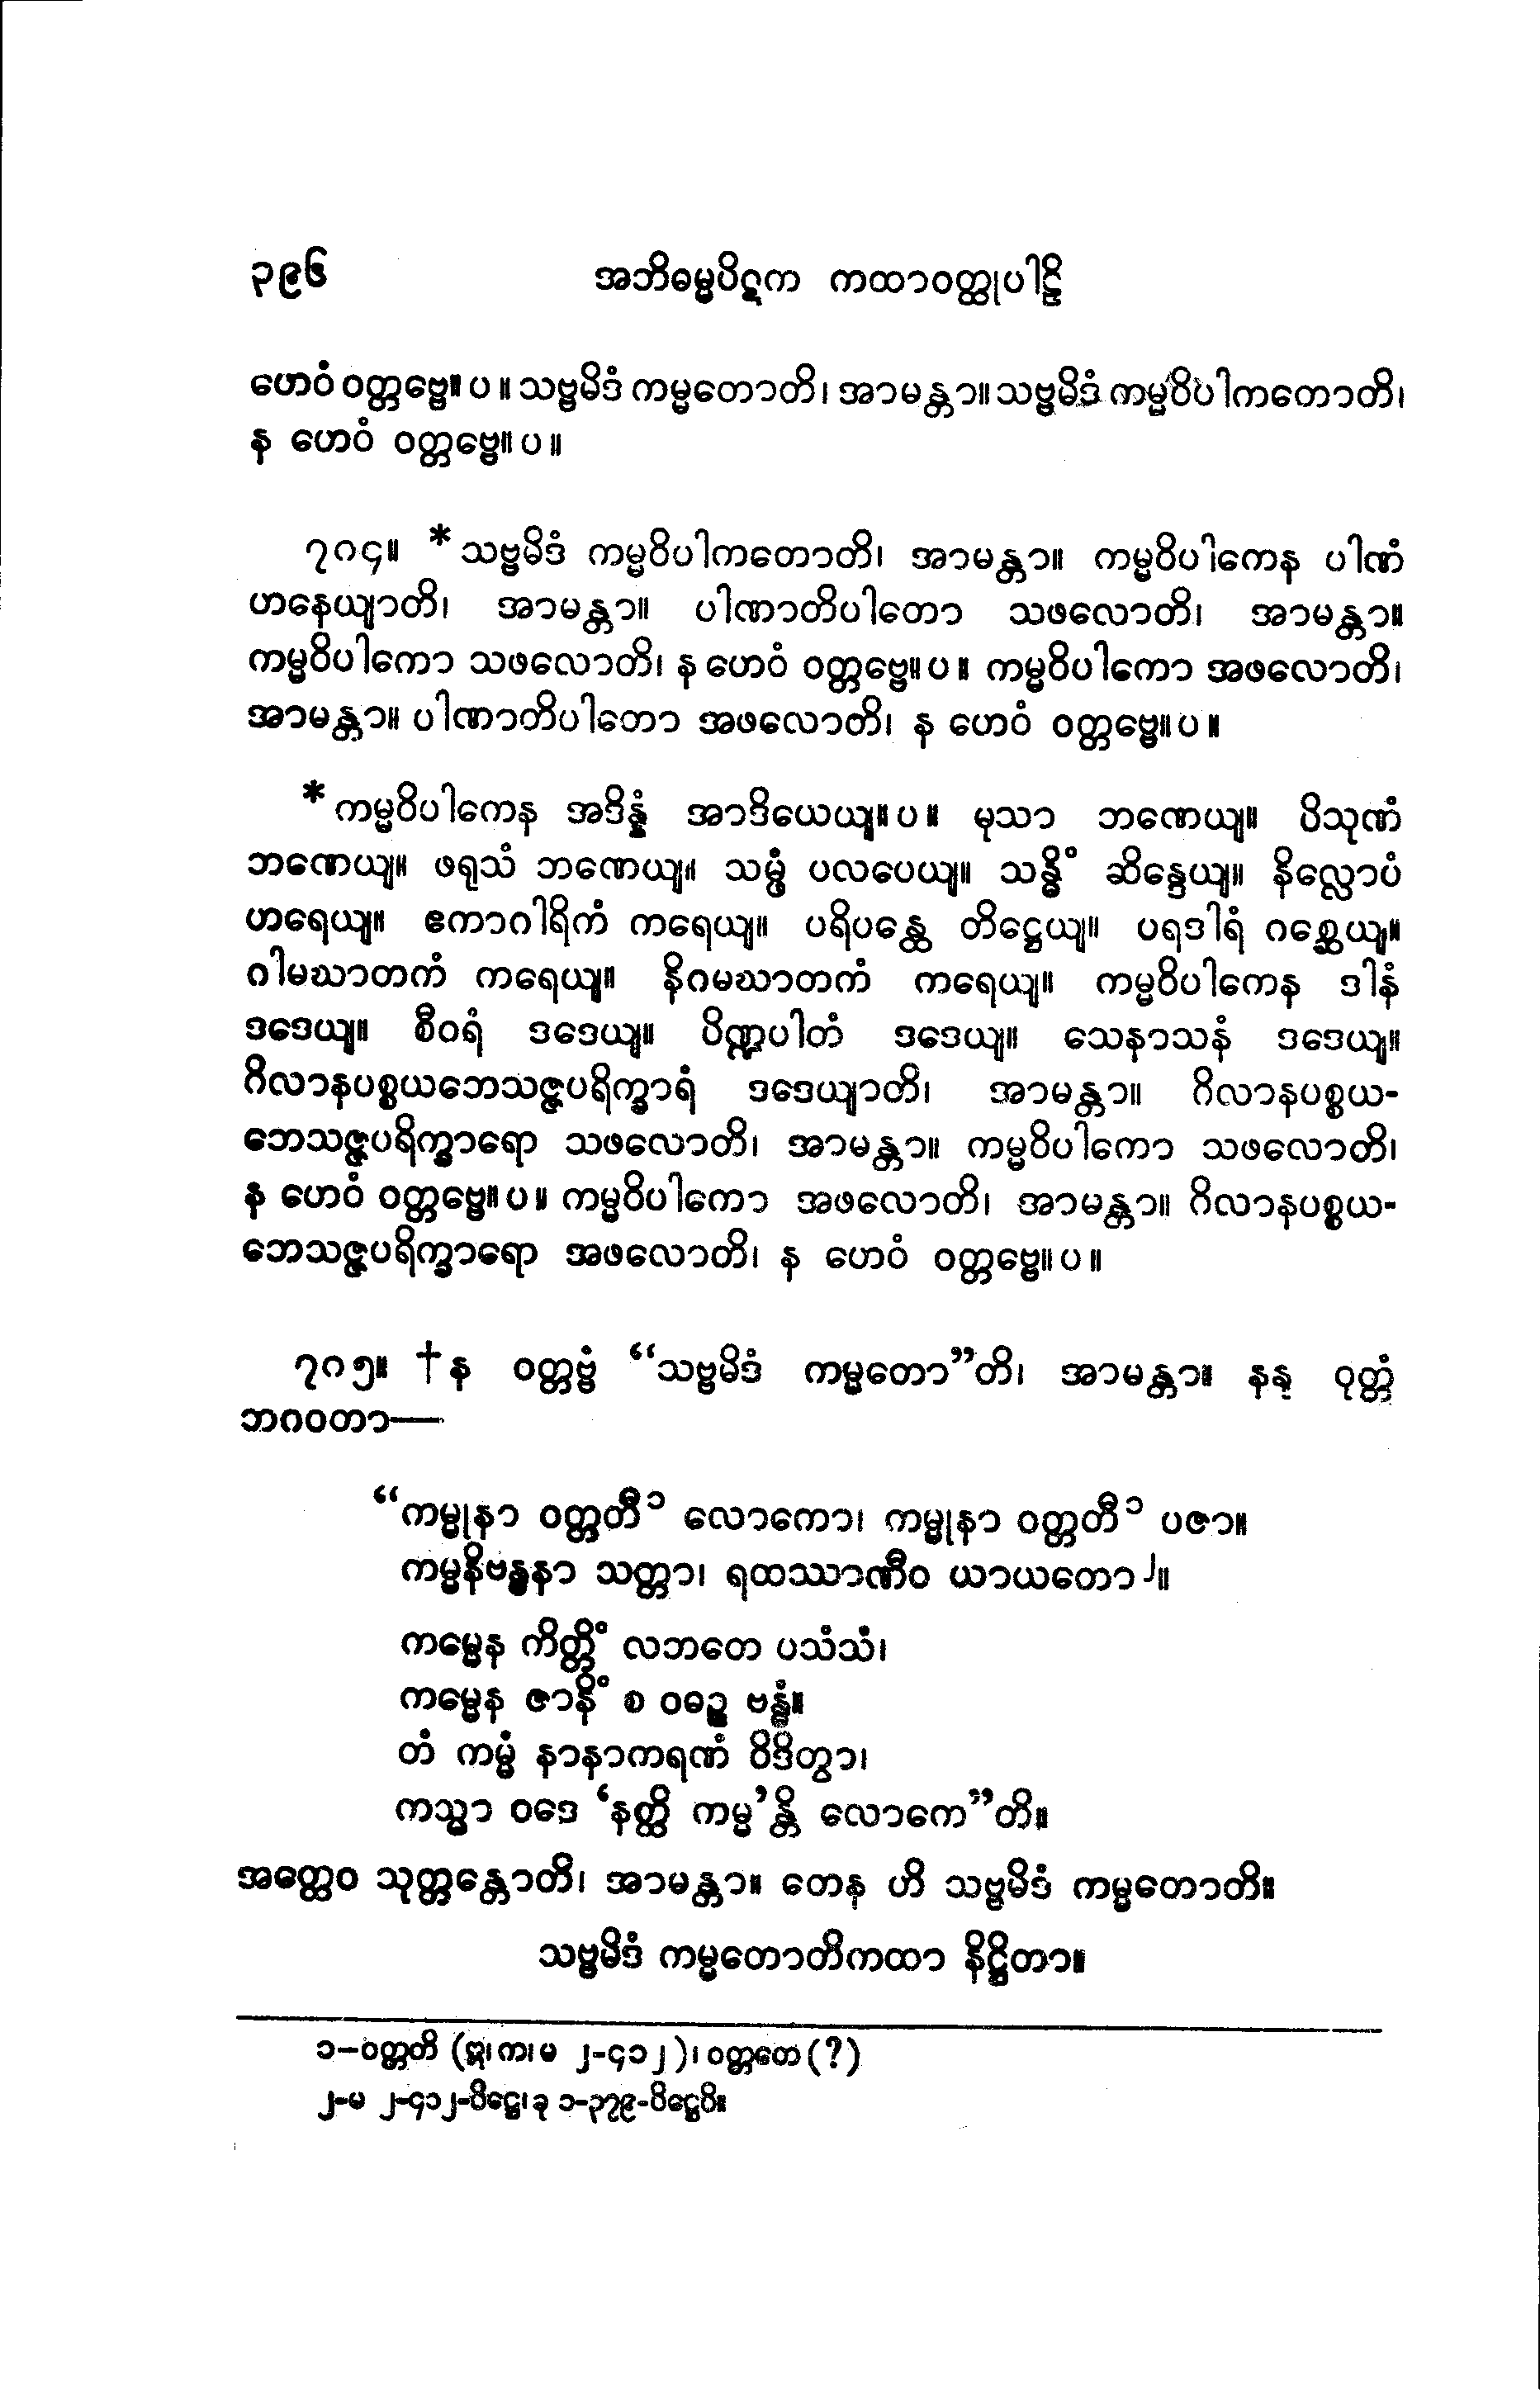 ၃၉၆ အဘိဓမ္မပိဋက ကထာဝတ္ထုပါဠိ
ဟေဝံ ဝတ္တဗ္ဗေ။ ပ ။ သဗ္ဗမိဒံ ကမ္မတောတိ၊ အာမန္တာ။ သဗ္ဗမိဒံ ကမ္မဝိပါကတောတိ၊
န ဟေဝံ ဝတ္တဗ္ဗေ။ ပ ။
၇၈၄။ *သဗ္ဗမိဒံ ကမ္မဝိပါကတောတိ၊ အာမန္တာ။ ကမ္မဝိပါကေန ပါဏံ
ဟနေယျာတိ၊ အာမန္တာ။ ပါဏာတိပါတော သဖလောတိ၊ အာမန္တာ။
ကမ္မဝိပါကော သဖလောတိ၊ န ဟေဝံ ဝတ္တဗ္ဗေ။ ပ ။ ကမ္မဝိပါကော အဖလောတိ၊
အာမန္တာ။ ပါဏာတိပါတော အဖလောတိ၊ န ဟေဝံ ဝတ္တဗ္ဗေ။ ပ ။
*ကမ္မဝိပါကေန အဒိန္နံ အာဒိယေယျ။ ပ ။ မုသာ ဘဏေယျ။ ပိသုဏံ
ဘဏေယျ။ ဖရုသံ ဘဏေယျ။ သမ္ဖံ ပလပေယျ။ သန္ဓိံ ဆိန္ဒေယျ။ နိလ္လောပံ
ဟရေယျ။ ဧကာဂါရိကံ ကရေယျ။ ပရိပန္ထေ တိဋ္ဌေယျ။ ပရဒါရံ ဂစ္ဆေယျ။
ဂါမဃာတကံ ကရေယျ။ နိဂမဃာတကံ ကရေယျ။ ကမ္မဝိပါကေန ဒါနံ
ဒဒေယျ။ စီဝရံ ဒဒေယျ။ ပိဏ္ဍပါတံ ဒဒေယျ။ သေနာသနံ ဒဒေယျ။
ဂိလာနပစ္စယဘေသဇ္ဇပရိက္ခာရံ ဒဒေယျာတိ၊ အာမန္တာ။ ဂိလာနပစ္စယ-
ဘေသဇ္ဇပရိက္ခာရော သဖလောတိ၊ အာမန္တာ။ ကမ္မဝိပါကော သဖလောတိ၊
န ဟေဝံ ဝတ္တဗ္ဗေ။ ပ ။ ကမ္မဝိပါကော အဖလောတိ၊ အာမန္တာ။ ဂိလာနပစ္စယ-
ဘေသဇ္ဇပရိက္ခာရော အဖလောတိ၊ န ဟေဝံ ဝတ္တဗ္ဗေ။ ပ ။
၇၈၅။ †န ဝတ္တဗ္ဗံ “သဗ္ဗမိဒံ ကမ္မတော”တိ၊ အာမန္တာ။ နနု ဝုတ္တံ
ဘဂဝတာ—
“ကမ္မုနာ ဝတ္တတီ၁ လောကော၊ ကမ္မုနာ ဝတ္တတီ၁ ပဇာ။
ကမ္မနိဗန္ဓနာ သတ္တာ၊ ရထဿာဏီဝ ယာယတော၂။
ကမ္မေန ကိတ္တိံ လဘတေ ပသံသံ၊
ကမ္မေန ဇာနိံ စ ဝဓဉ္စ ဗန္ဓံ။
တံ ကမ္မံ နာနာကရဏံ ဝိဒိတွာ၊
ကသ္မာ ဝဒေ ‘နတ္ထိ ကမ္မ’န္တိ လောကေ”တိ။
အတ္ထေဝ သုတ္တန္တောတိ၊ အာမန္တာ။ တေန ဟိ သဗ္ဗမိဒံ ကမ္မတောတိ။
သဗ္ဗမိဒံ ကမ္မတောတိကထာ နိဋ္ဌိတာ။
၁-ဝတ္တတိ (ဋ္ဌ၊ က၊ မ ၂-၄၁၂)၊ ဝတ္တတေ (?)
၂-မ ၂-၄၁၂-ပိဋ္ဌေ၊ ခု ၁-၃၇၉-ပိဋ္ဌေပိ။